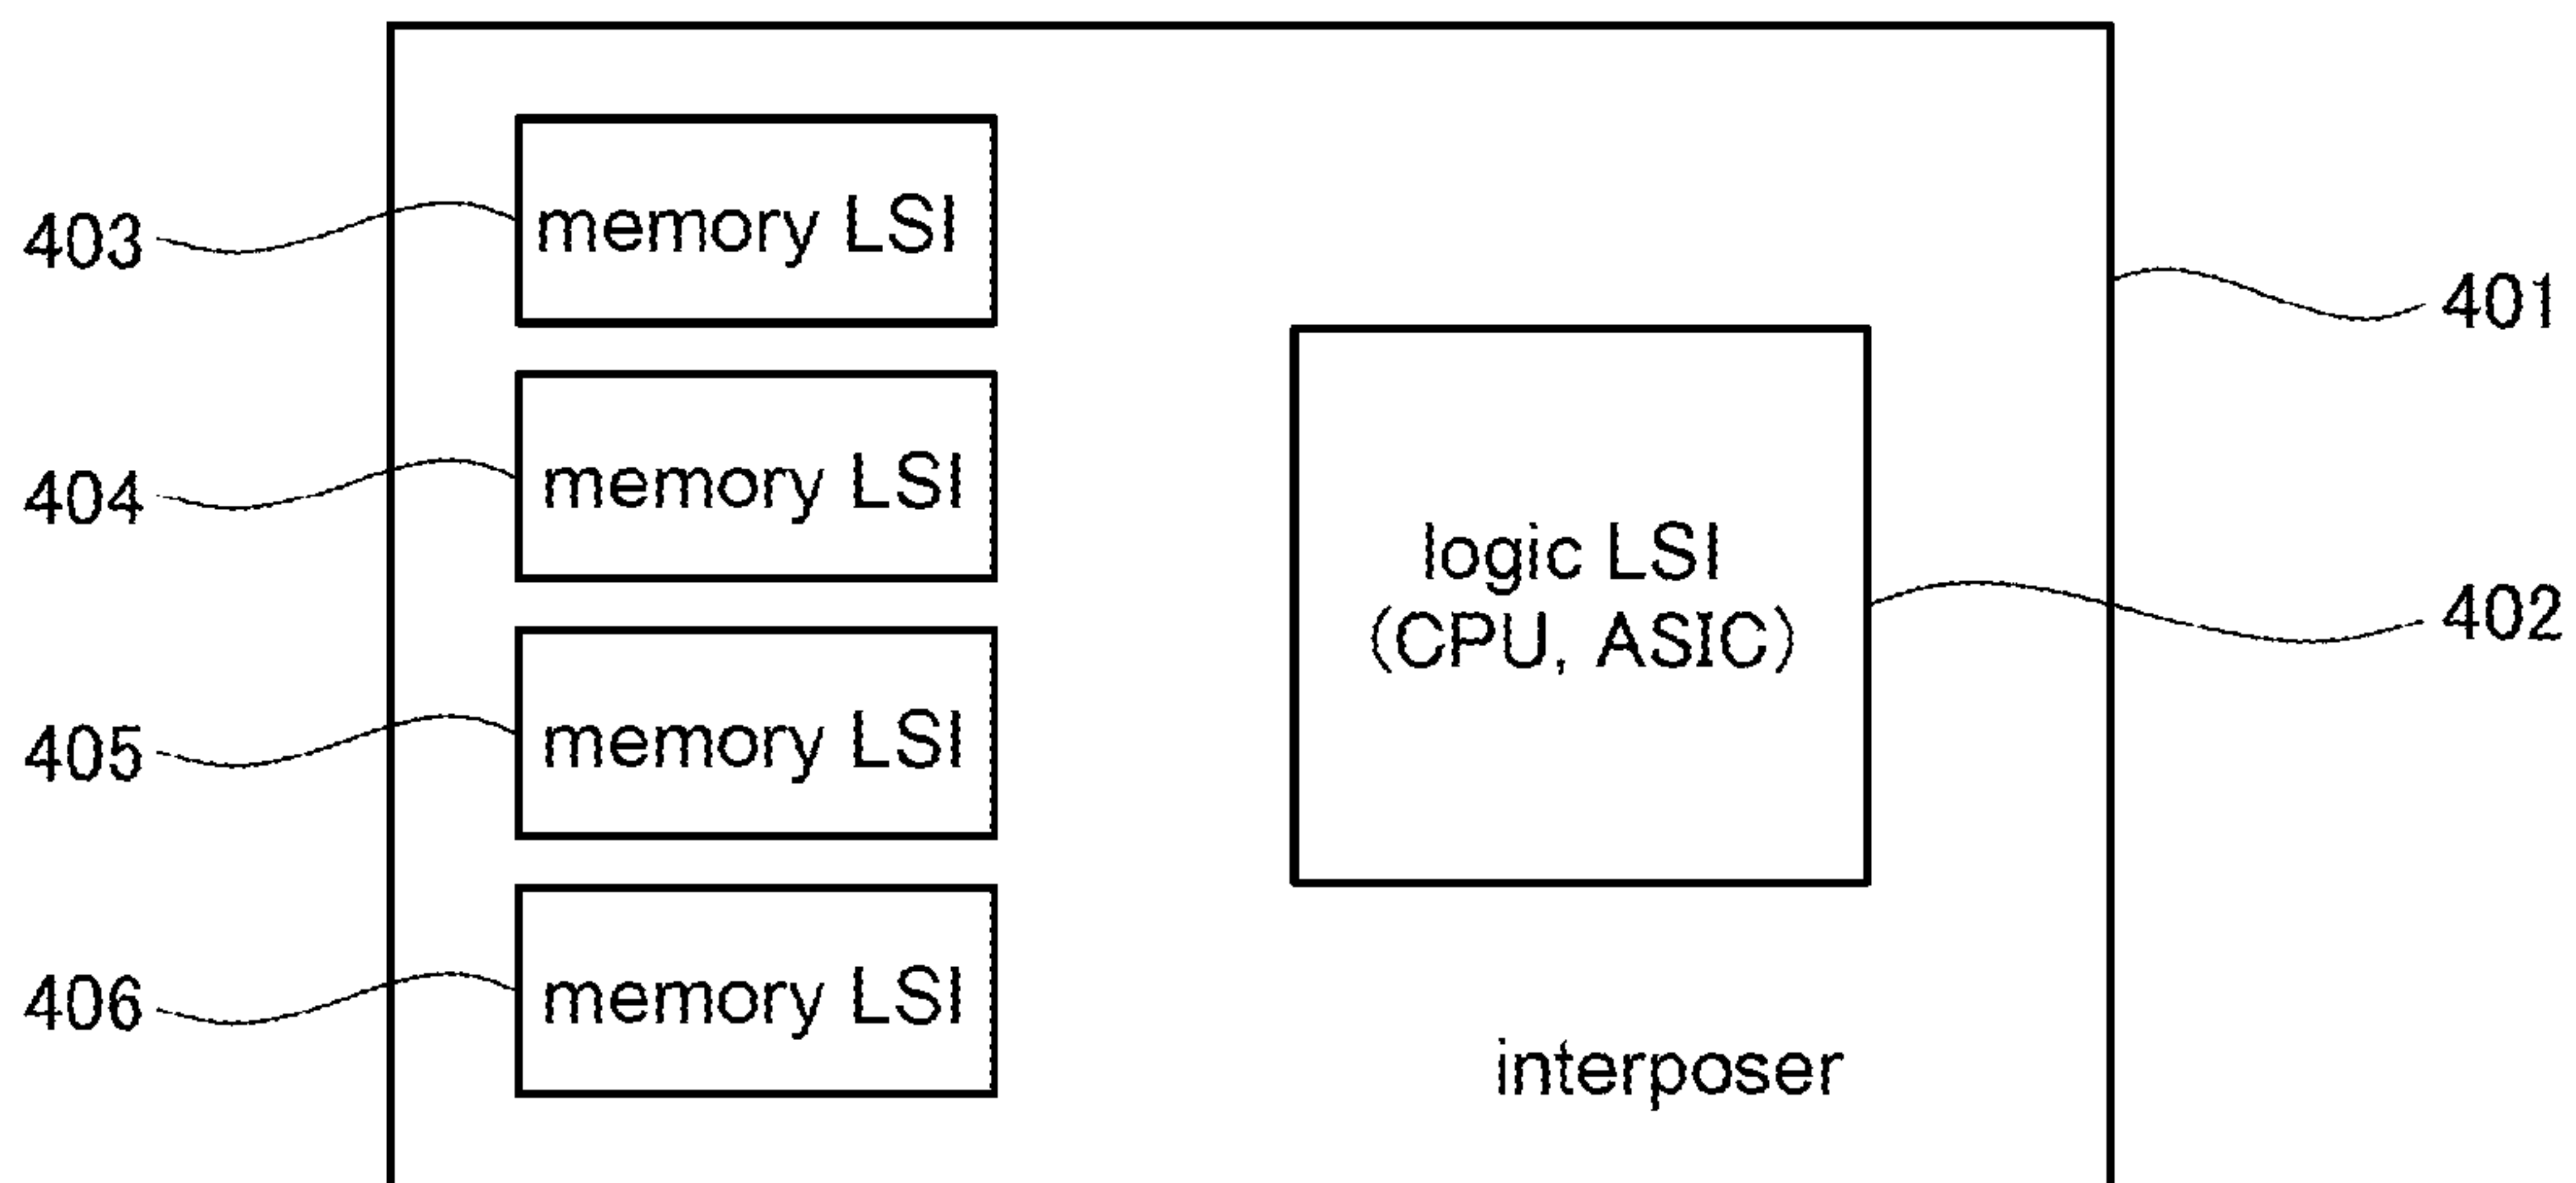 403
memory LSI
401
404
memory LSI
logic LSI
(CPU, ASIC)
402
405
memory LSI
406
memory LSI
interposer